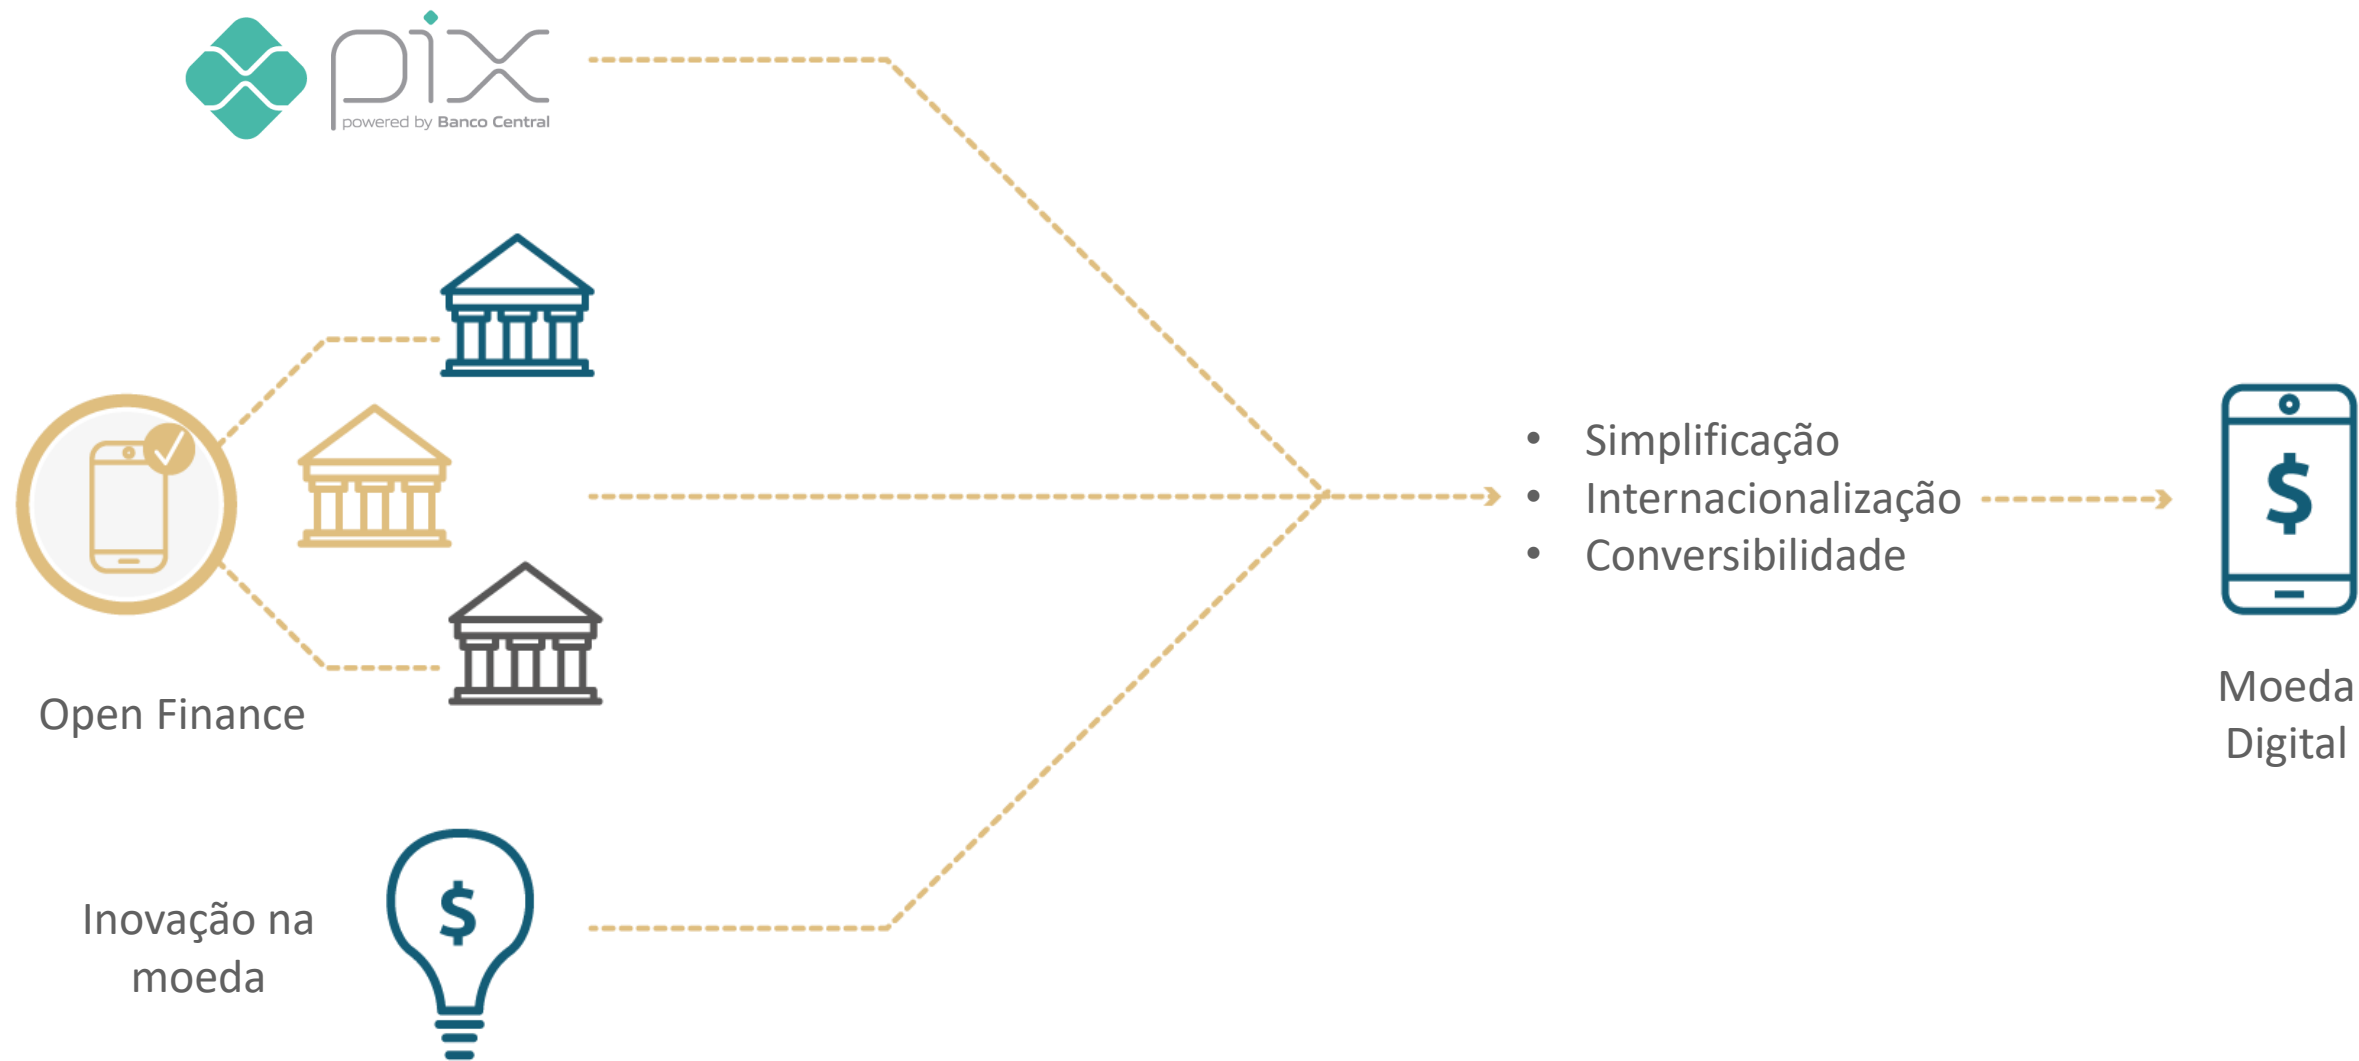 pix
powered by Banco Central
Open Finance
Inovação na
moeda
• Simplificação
• Internacionalização
• Conversibilidade
$
$
Moeda
Digital